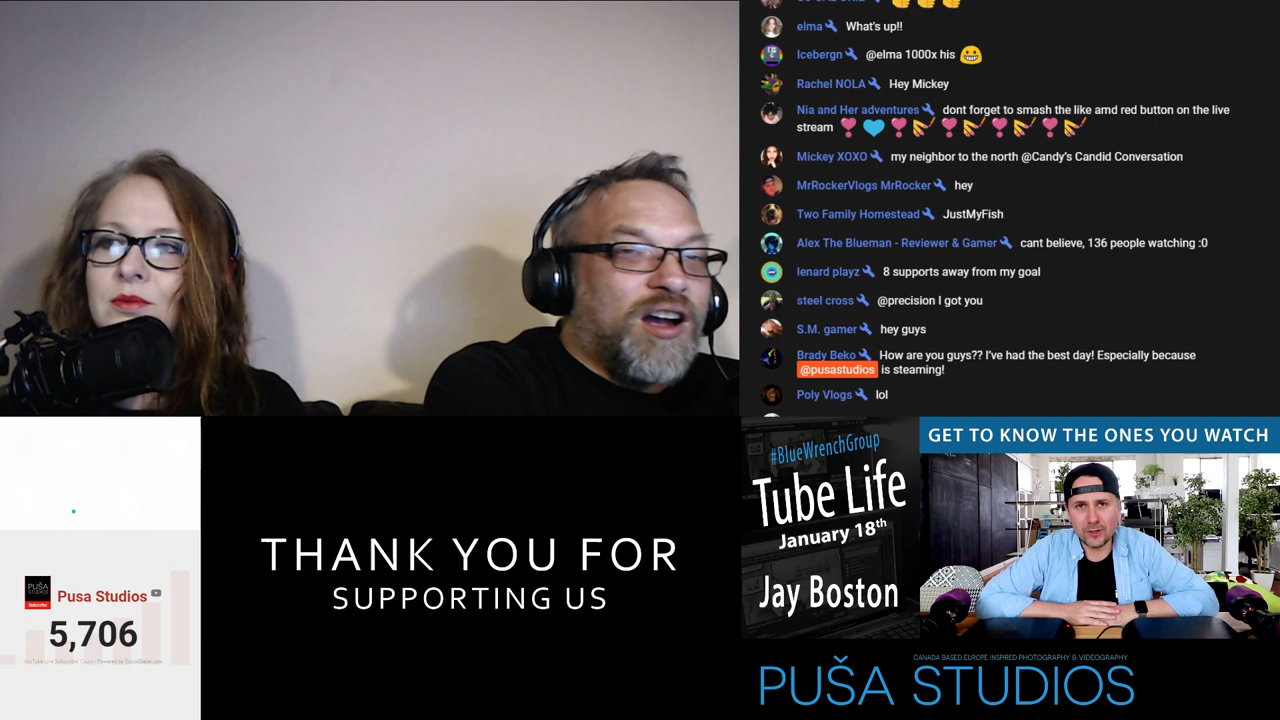 elma What's up!!
Icebergn @elma 1000x his
Rachel NOLA Hey Mickey
Nia and Her adventures dont forget to smash the like amd red button on the live
stream
Mickey XOXO my neighbor to the north @Candy's Candid Conversation
MrRockerVlogs MrRocker hey
Two Family Homestead JustMyFish
Alex The Blueman - Reviewer & Gamer cant believe, 136 people watching :0
lenard playz 8 supports away from my goal
steel cross @precision I got you
S.M. gamer hey guys
Brady Beko How are you guys?? I've had the best day! Especially because
@pusastudios is steaming!
Poly Vlogs lol
PUŠA
STUDIOS
Subscribe
Pusa Studios
5,706
THANK YOU FOR
SUPPORTING US
#BlueWrenchGroup
Tube Life
January 18th
Jay Boston
GET TO KNOW THE ONES YOU WATCH
CANADA BASED EUROPE INSPIRED PHOTOGRAPHY & VIDEOGRAPHY
PUŠA STUDIOS